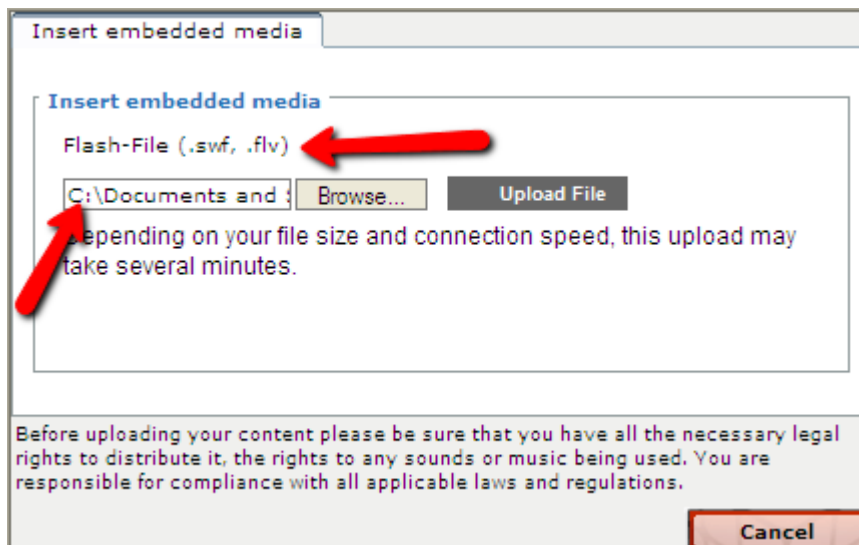 Insert embedded media
Insert embedded media
Flash-File (.swf, .flv)
C:\Documents and Browse... Upload File
Depending on your file size and connection speed, this upload may
take several minutes.
Before uploading your content please be sure that you have all the necessary legal
rights to distribute it, the rights to any sounds or music being used. You are
responsible for compliance with all applicable laws and regulations.
Cancel